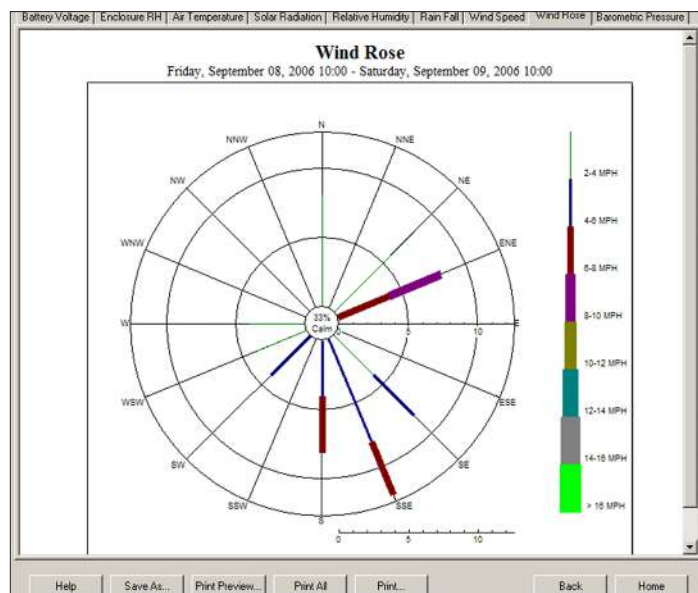 Battery Voltage Enclosure RH Air Temperature Solar Radiation Relative Humidity Rain Fall Wind Speed Wind Rose Barometric Pressure
Wind Rose
Friday, September 08, 2006 10:00 - Saturday, September 09, 2006 10:00
N
NNW NNE
NW NE
2-4 MPH
4-6 MPH
WNW ENE
6-8 MPH
8-10 MPH
33%
Calm
W E
0 5 10
10-12 MPH
WSW ESE
12-14 MPH
SW SE
14-16 MPH
SSW SSE
S
> 16 MPH
0 5 10
Help Save As... Print Preview... Print All Print... Back Home